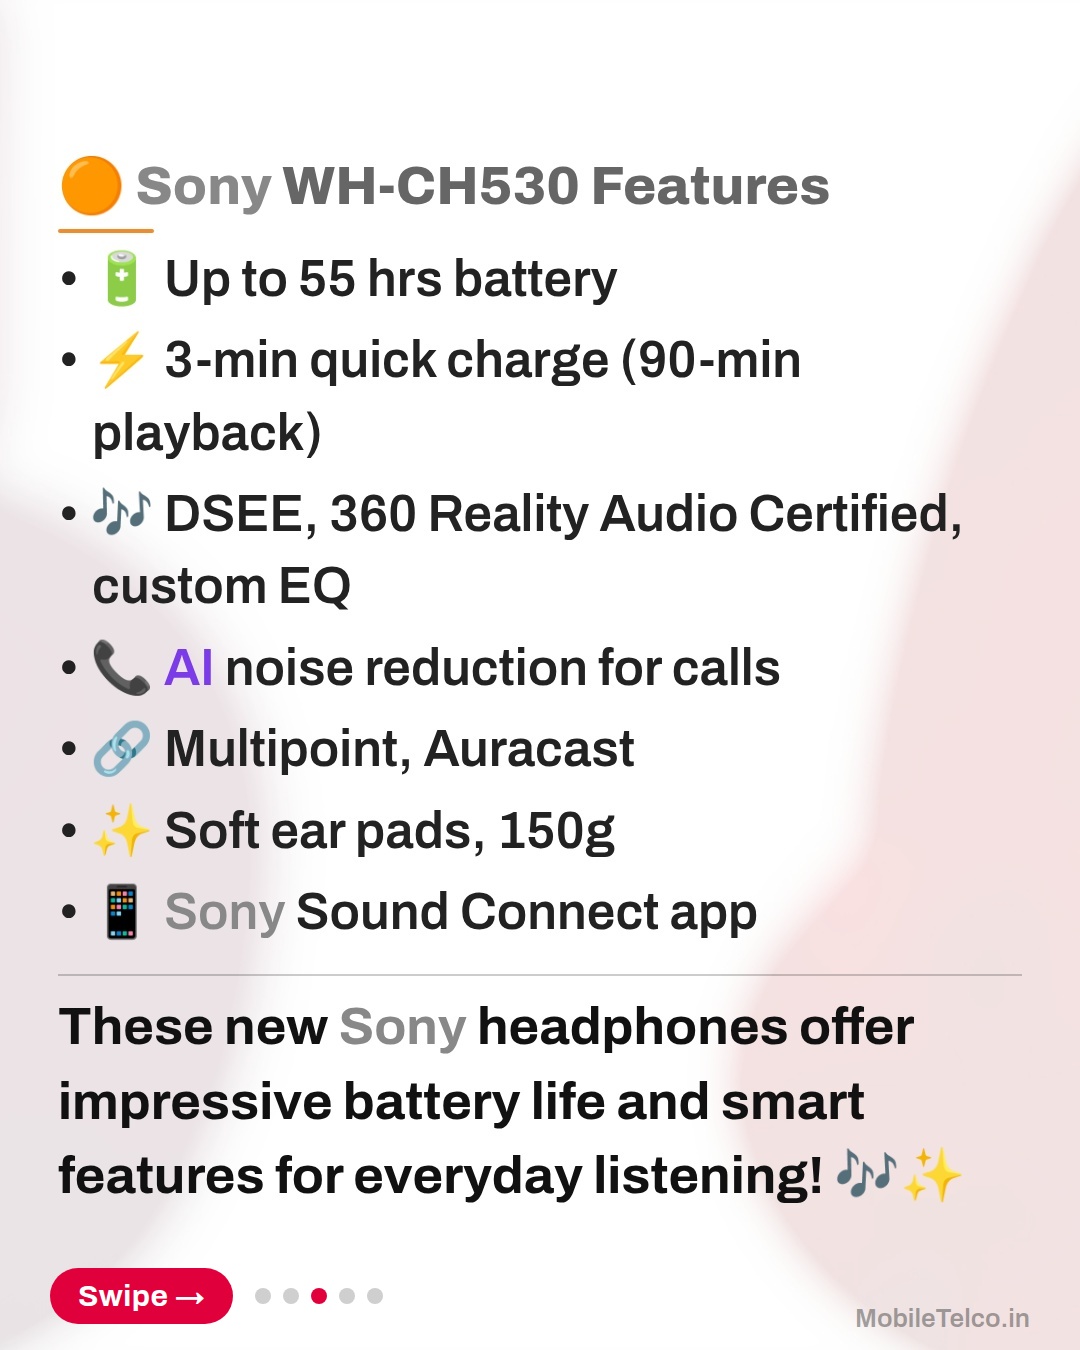 🟠 Sony WH-CH530 Features
• 🔋 Up to 55 hrs battery
• ⚡ 3-min quick charge (90-min
playback)
• 🎶 DSEE, 360 Reality Audio Certified,
custom EQ
• 📞 AI noise reduction for calls
• 🔗 Multipoint, Auracast
• ✨ Soft ear pads, 150g
• 📱 Sony Sound Connect app
These new Sony headphones offer
impressive battery life and smart
features for everyday listening! 🎶✨
Swipe →
MobileTelco.in